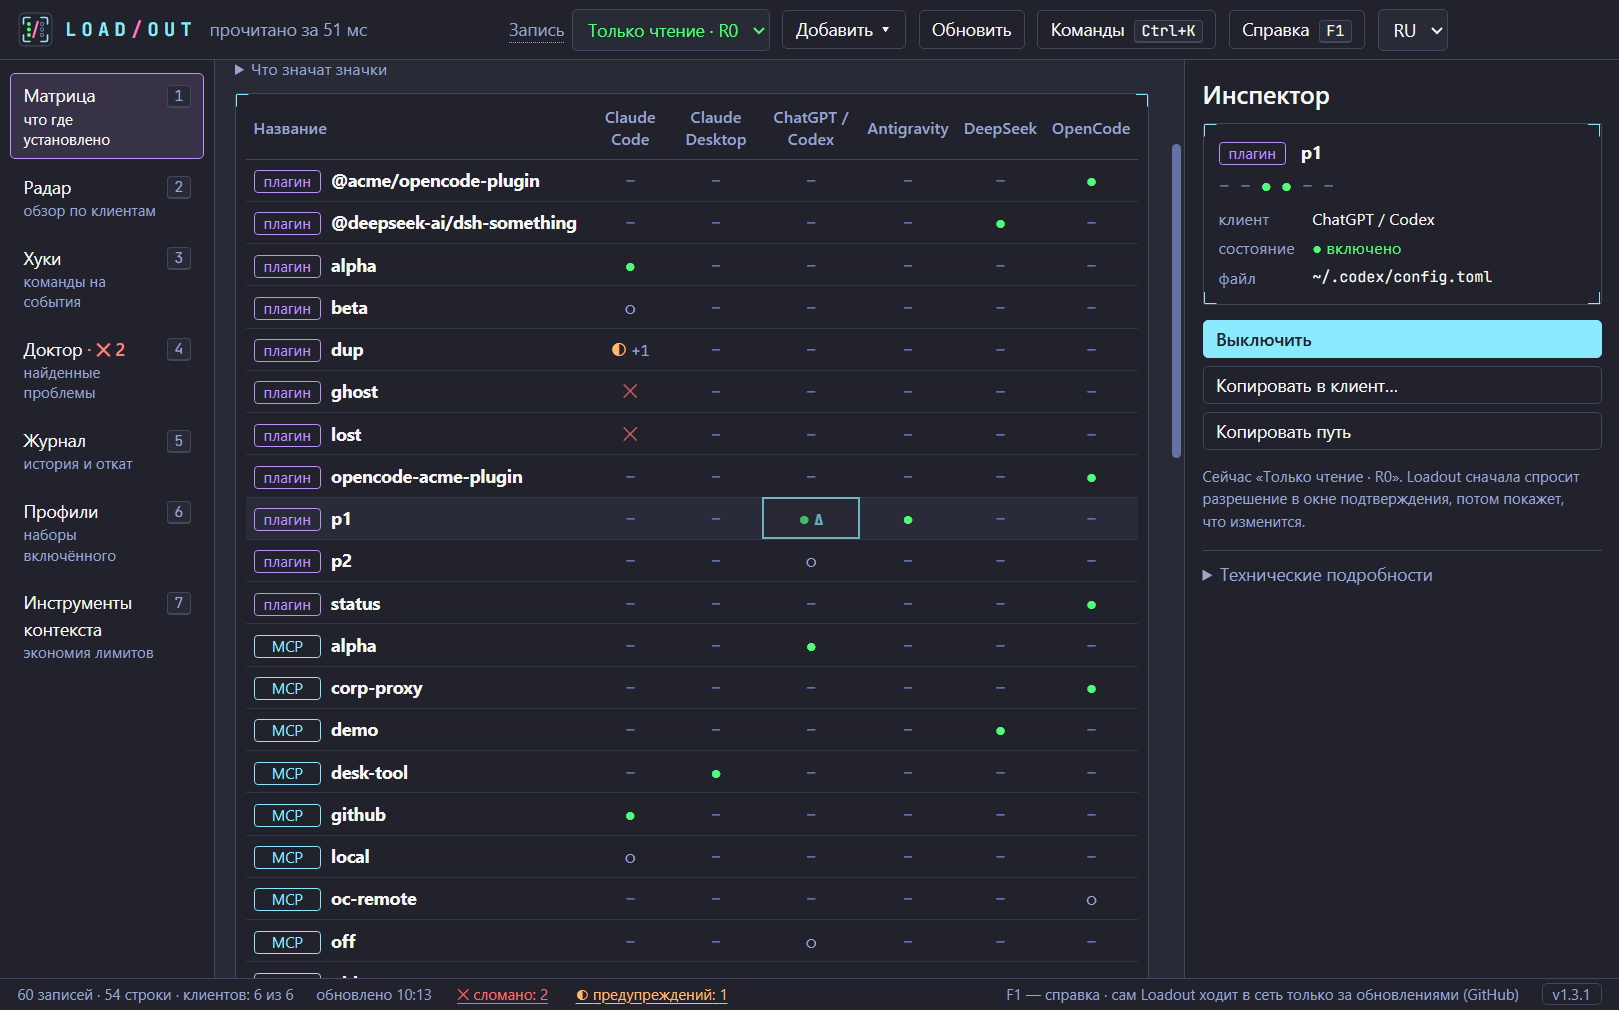 LOAD/OUT прочитано за 51 мс Запись Только чтение · R0 Добавить ▼ Обновить Команды Ctrl+K Справка F1 RU
Матрица 1
что где
установлено
Радар 2
обзор по клиентам
Хуки 3
команды на
события
Доктор · ✕ 2 4
найденные
проблемы
Журнал 5
история и откат
Профили 6
наборы
включённого
Инструменты 7
контекста
экономия лимитов
▶ Что значат значки
Название Claude Code Claude Desktop ChatGPT / Codex Antigravity DeepSeek OpenCode
плагин @acme/opencode-plugin – – – – – ●
плагин @deepseek-ai/dsh-something – – – – ● –
плагин alpha ● – – – – –
плагин beta ○ – – – – –
плагин dup ◐ +1 – – – – –
плагин ghost ✕ – – – – –
плагин lost ✕ – – – – –
плагин opencode-acme-plugin – – – – – ●
плагин p1 – – ● Δ ● – –
плагин p2 – – ○ – – –
плагин status – – – – – ●
MCP alpha – – ● – – –
MCP corp-proxy – – – – – ●
MCP demo – – – – ● –
MCP desk-tool – ● – – – –
MCP github ● – – – – –
MCP local ○ – – – – –
MCP oc-remote – – – – – ○
MCP off – – ○ – – –
Инспектор
плагин p1
– – ● ● – –
клиент ChatGPT / Codex
состояние ● включено
файл ~/.codex/config.toml
Выключить
Копировать в клиент…
Копировать путь
Сейчас «Только чтение · R0». Loadout сначала спросит
разрешение в окне подтверждения, потом покажет,
что изменится.
▶ Технические подробности
60 записей · 54 строки · клиентов: 6 из 6 обновлено 10:13 ✕ сломано: 2 ◐ предупреждений: 1 F1 — справка · сам Loadout ходит в сеть только за обновлениями (GitHub) v1.3.1